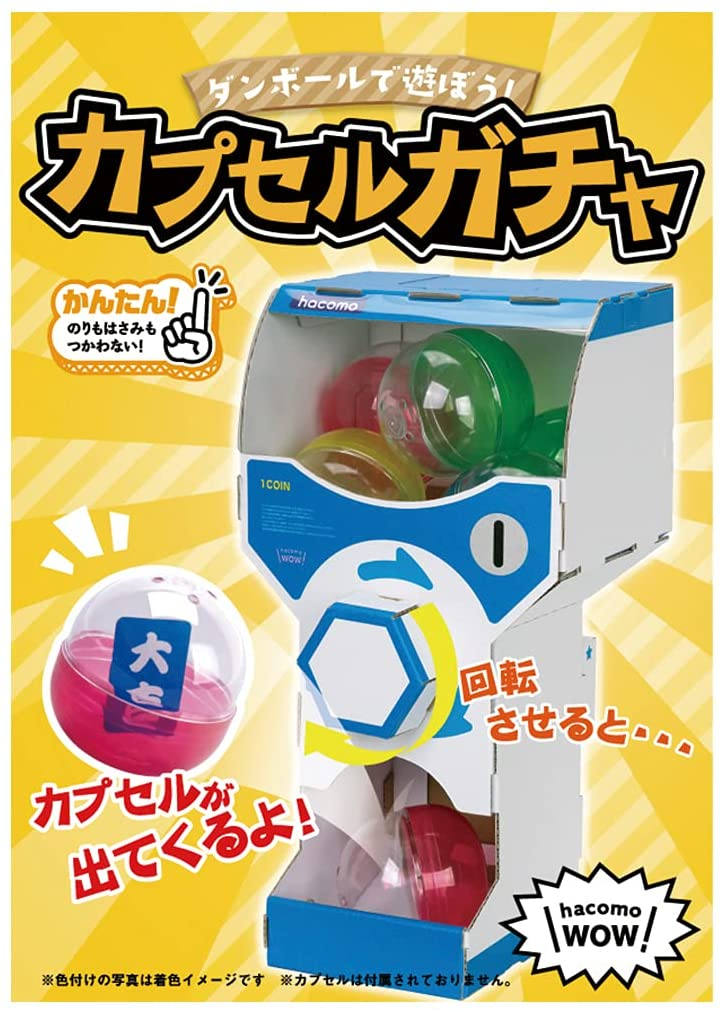 ダンボールで遊ぼう!
カプセルガチャ
かんたん!
のりもはさみも
つかわない!
hacomo
1COIN
hacomo
WOW!
大吉
回転
させると・・・
カプセルが
出てくるよ!
hacomo
WOW!
※色付けの写真は着色イメージです ※カプセルは付属されておりません。